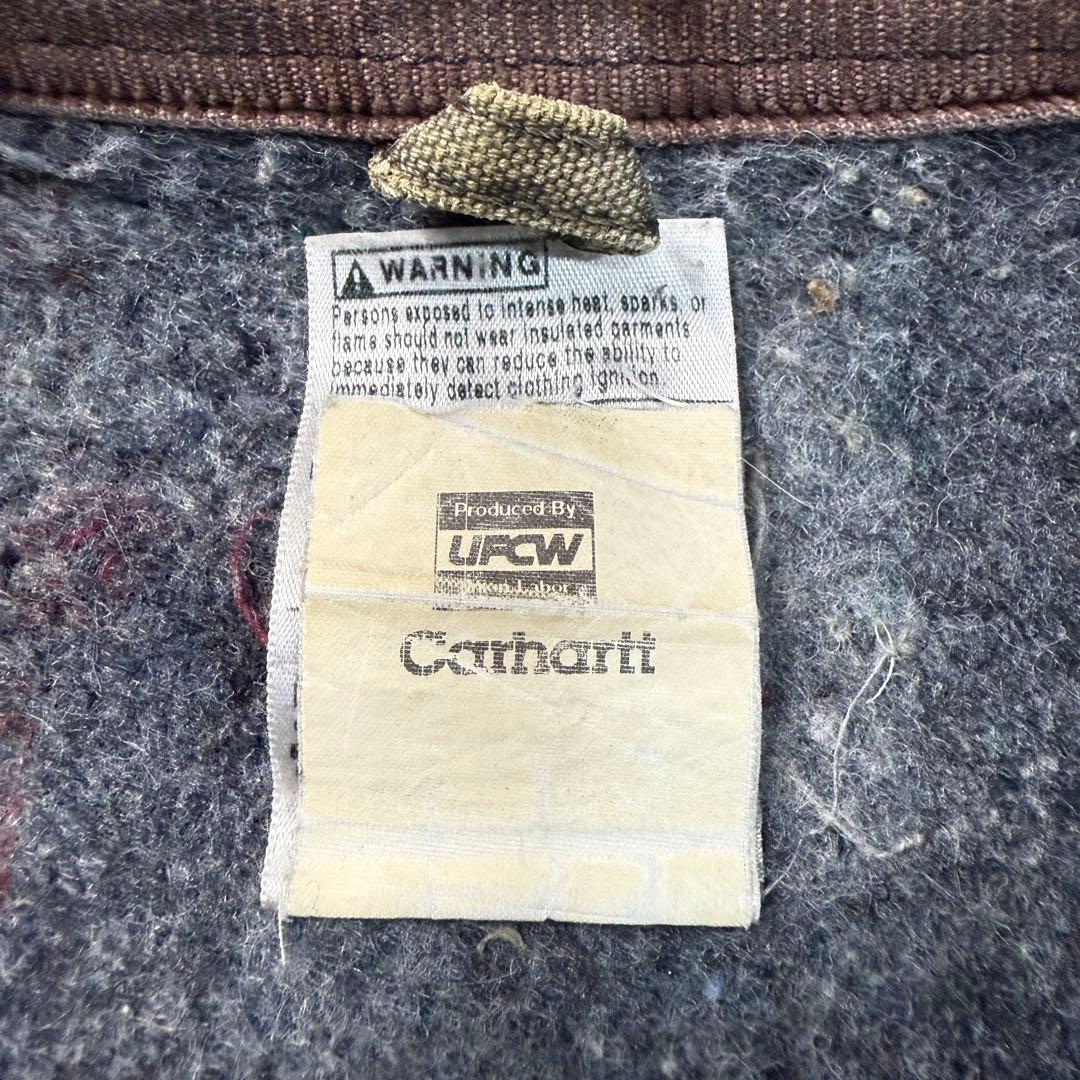 WARNING
Persons exposed to intense heat, sparks, or
flame should not wear insulated garments
because they can reduce the ability to
immediately detect clothing ignition.
Produced By
UFCW
Union Labor
Carhartt